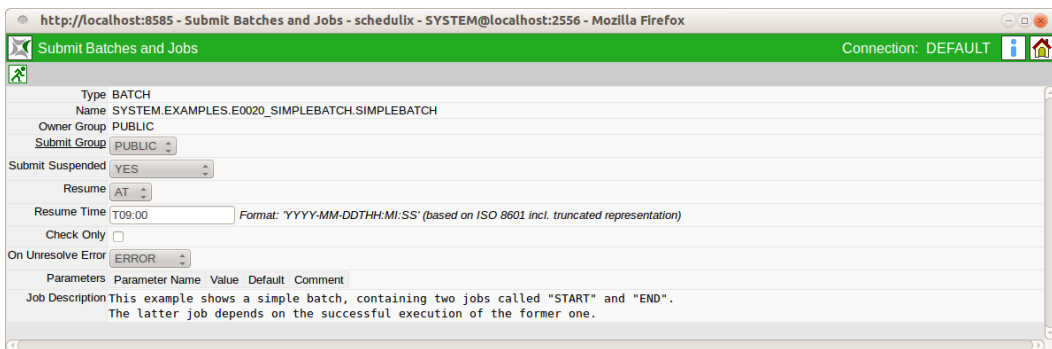 http://localhost:8585 - Submit Batches and Jobs - schedulix - SYSTEM@localhost:2556 - Mozilla Firefox
Submit Batches and Jobs Connection: DEFAULT
Type BATCH
Name SYSTEM.EXAMPLES.E0020_SIMPLEBATCH.SIMPLEBATCH
Owner Group PUBLIC
Submit Group PUBLIC
Submit Suspended YES
Resume AT
Resume Time T09:00 Format: 'YYYY-MM-DDTHH:MI:SS' (based on ISO 8601 incl. truncated representation)
Check Only
On Unresolve Error ERROR
Parameters Parameter Name Value Default Comment
Job Description This example shows a simple batch, containing two jobs called "START" and "END".
The latter job depends on the successful execution of the former one.